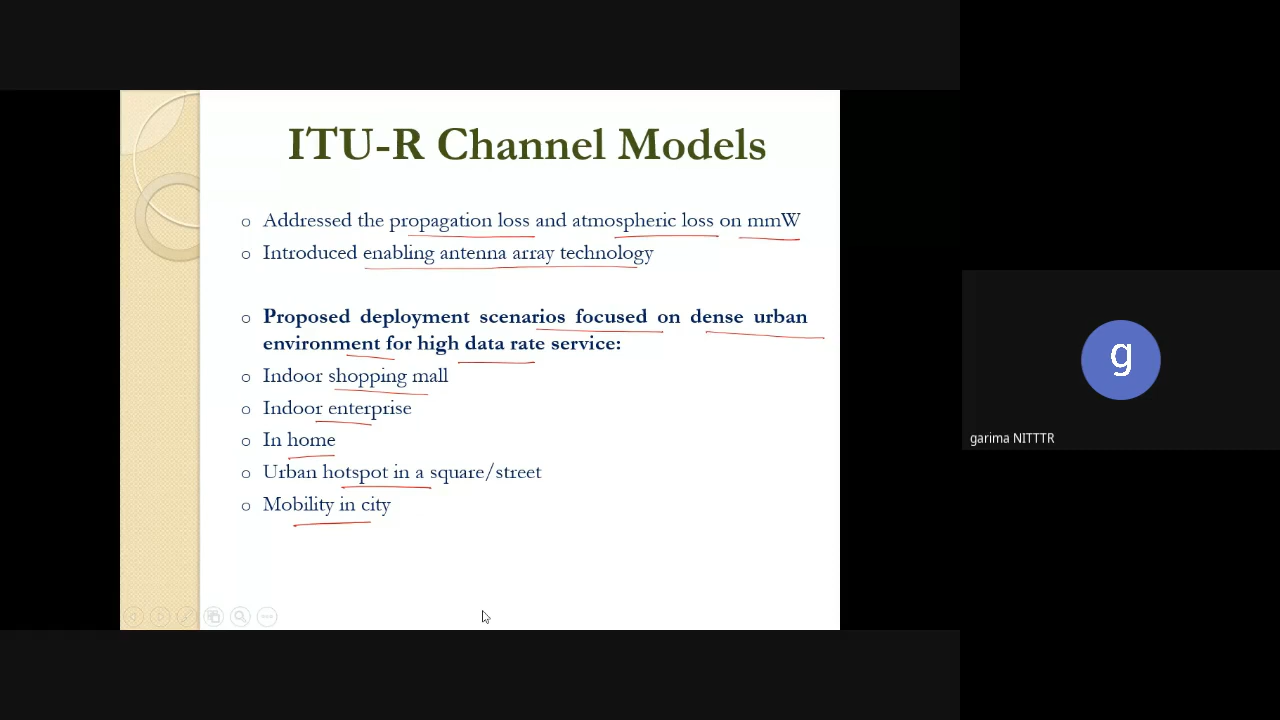 ITU-R Channel Models
Addressed the propagation loss and atmospheric loss on mmW
Introduced enabling antenna array technology
Proposed deployment scenarios focused on dense urban
environment for high data rate service:
Indoor shopping mall
Indoor enterprise
In home
Urban hotspot in a square/street
Mobility in city
g
garima NITTTR